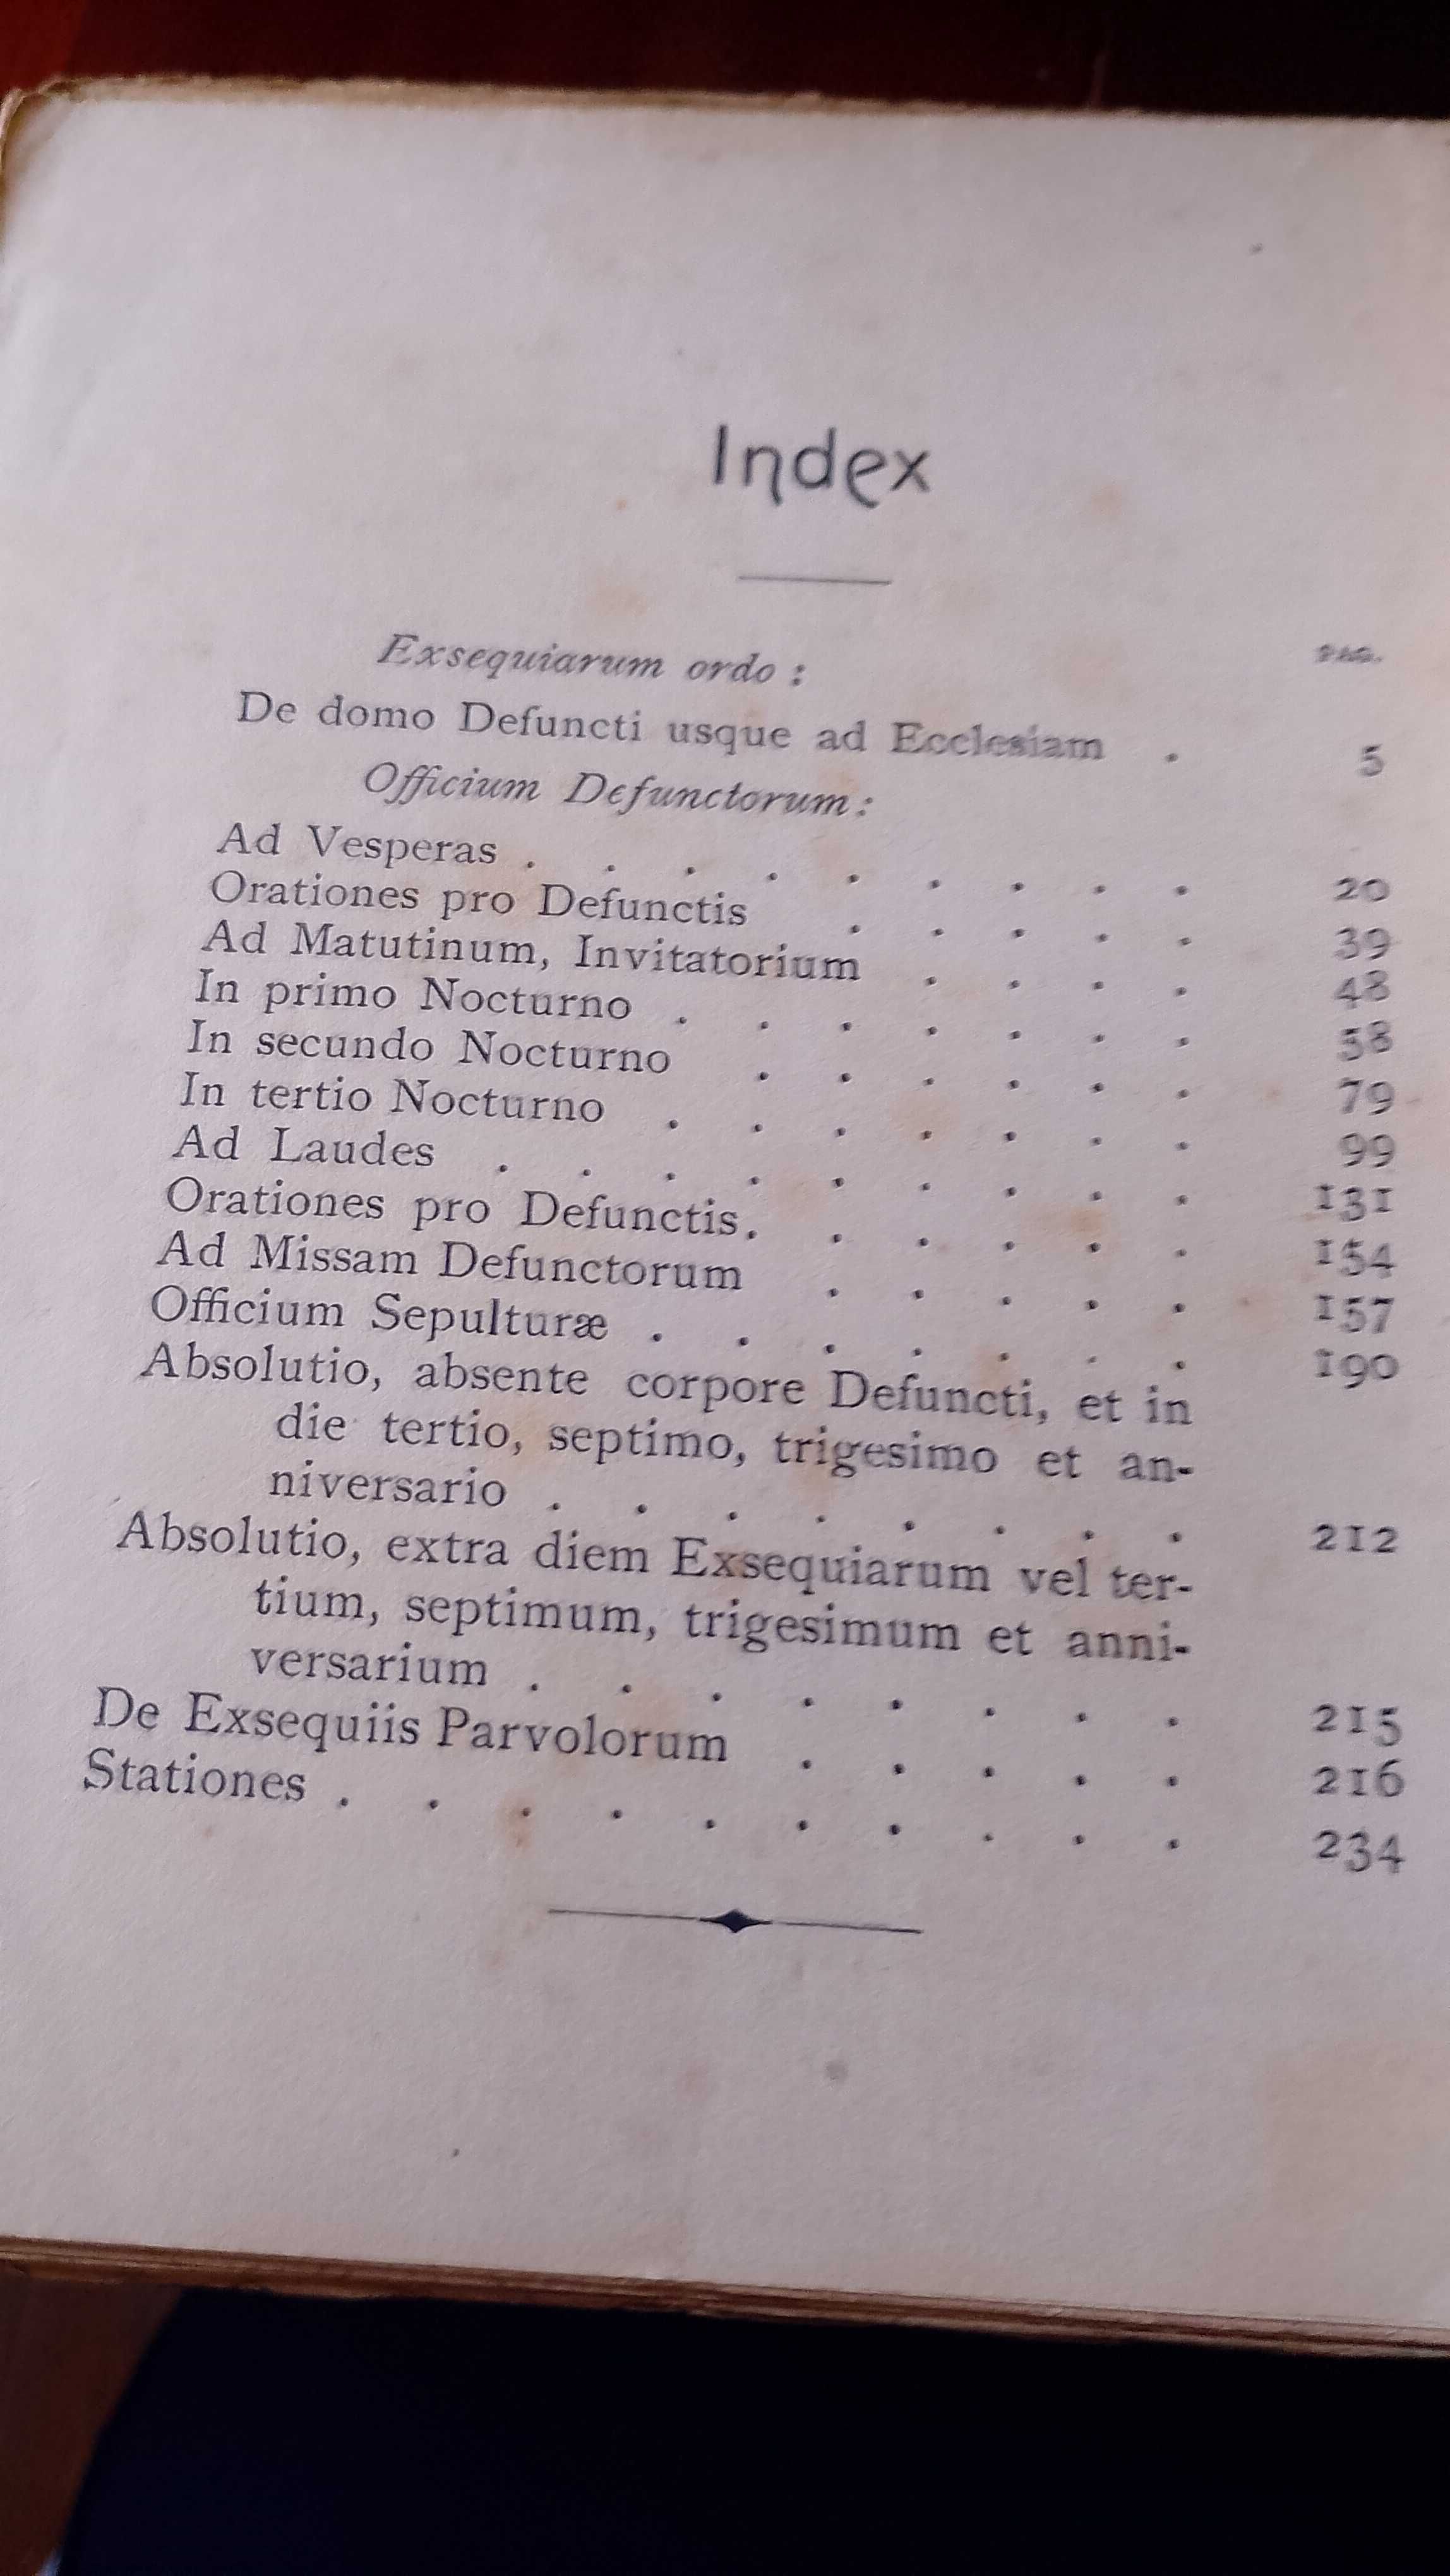 Index
Exsequiarum ordo : PAG.
De domo Defuncti usque ad Ecclesiam . 5
Officium Defunctorum :
Ad Vesperas . . . . . . . . . 20
Orationes pro Defunctis . . . . . 39
Ad Matutinum, Invitatorium . . . . 48
In primo Nocturno . . . . . . . 58
In secundo Nocturno . . . . . . 79
In tertio Nocturno . . . . . . . 99
Ad Laudes . . . . . . . . . 131
Orationes pro Defunctis. . . . . . 154
Ad Missam Defunctorum . . . . . 157
Officium Sepulturæ . . . . . . . 190
Absolutio, absente corpore Defuncti, et in
die tertio, septimo, trigesimo et an-
niversario . . . . . . . . 212
Absolutio, extra diem Exsequiarum vel ter-
tium, septimum, trigesimum et anni-
versarium . . . . . . . . 215
De Exsequiis Parvolorum . . . . . 216
Stationes . . . . . . . . . . 234